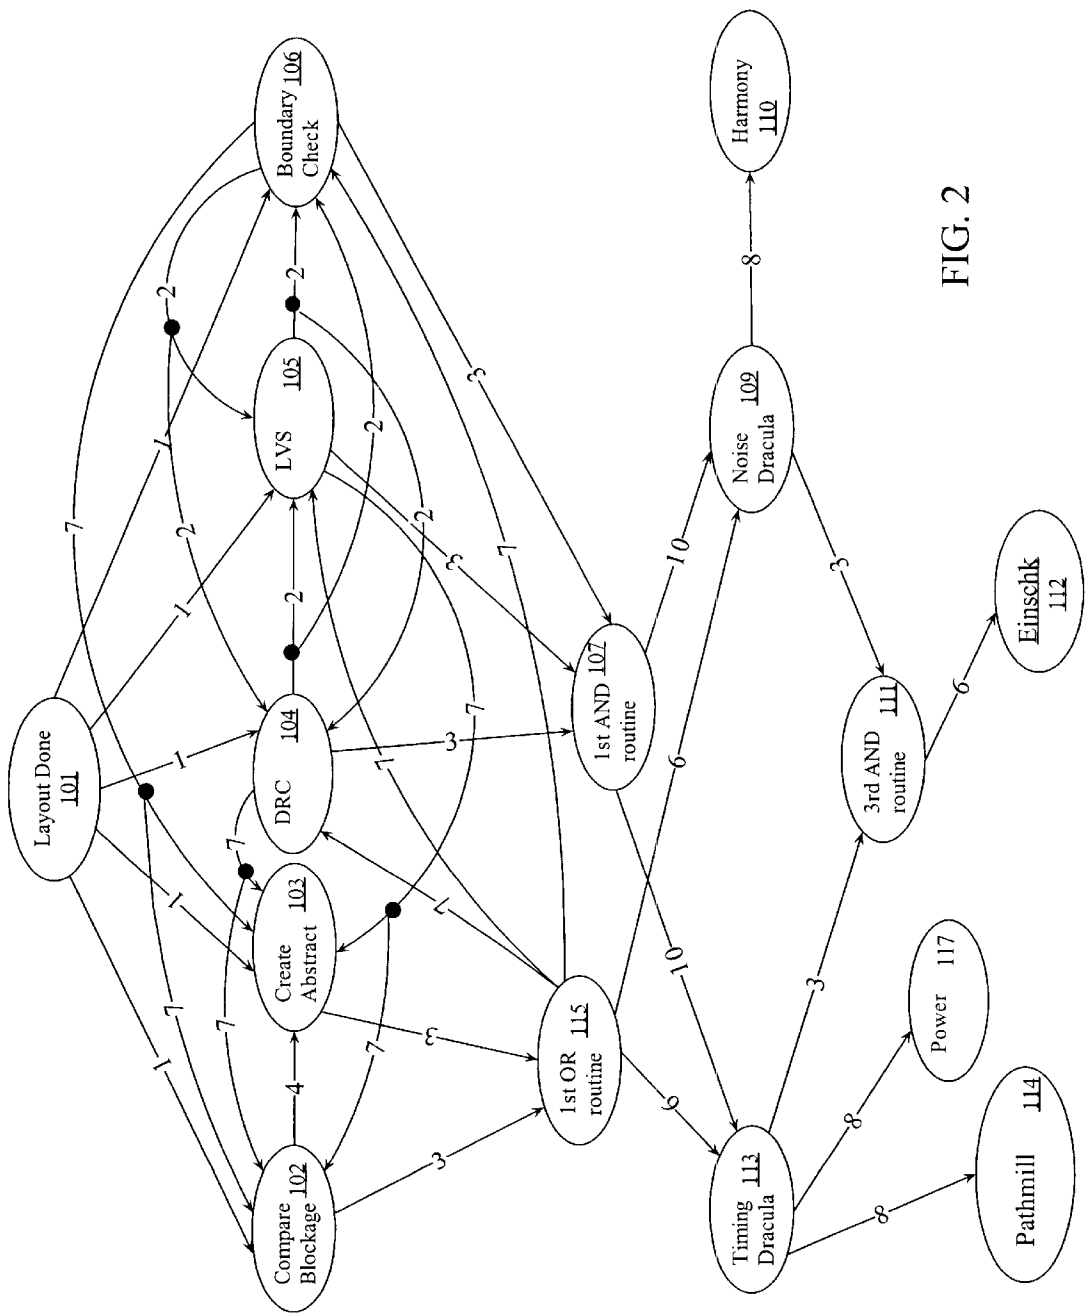 Layout Done
101
1
1
1
1
1
7
2
2
7
7
7
Compare
Blockage 102
4
Create
Abstract
103
DRC
104
2
LVS
105
2
Boundary 106
Check
2
2
7
7
3
3
3
3
3
7
7
7
1st OR
routine
115
1st AND
routine
107
6
6
10
10
Timing
Dracula
113
Noise
Dracula
109
8
Harmony
110
8
8
3
3
Pathmill
114
Power
117
3rd AND
routine
111
6
Einschk
112
FIG. 2